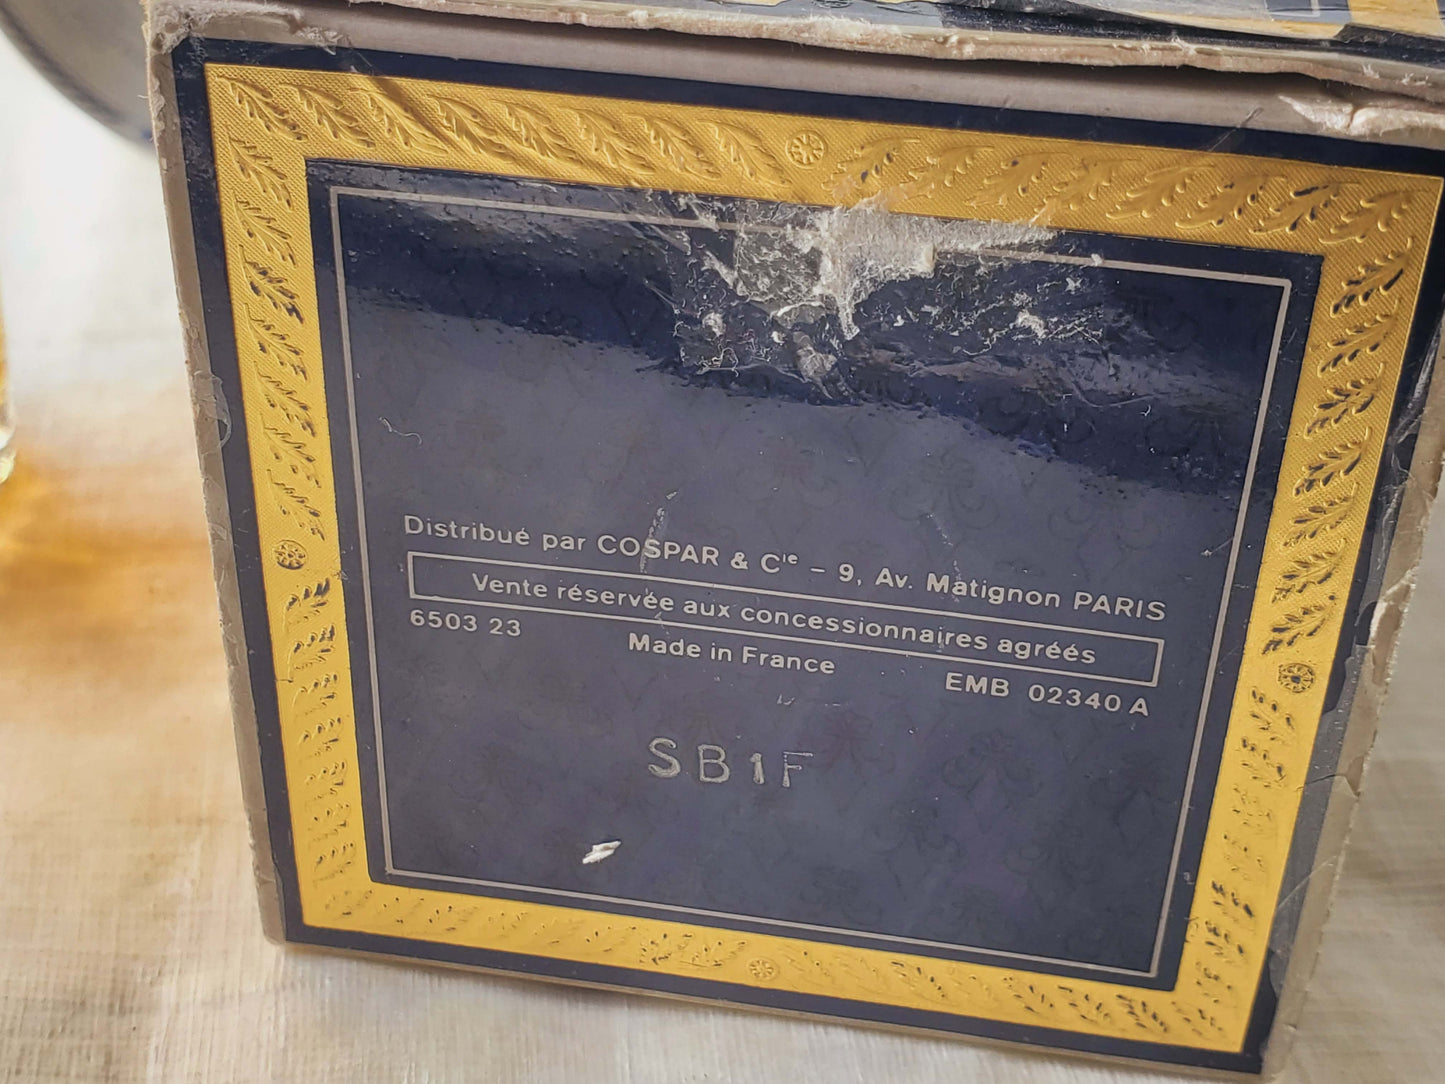 Distribué par COSPAR & Cie – 9, Av. Matignon PARIS
Vente réservée aux concessionnaires agréés
6503 23
Made in France
EMB 02340 A
SB1F